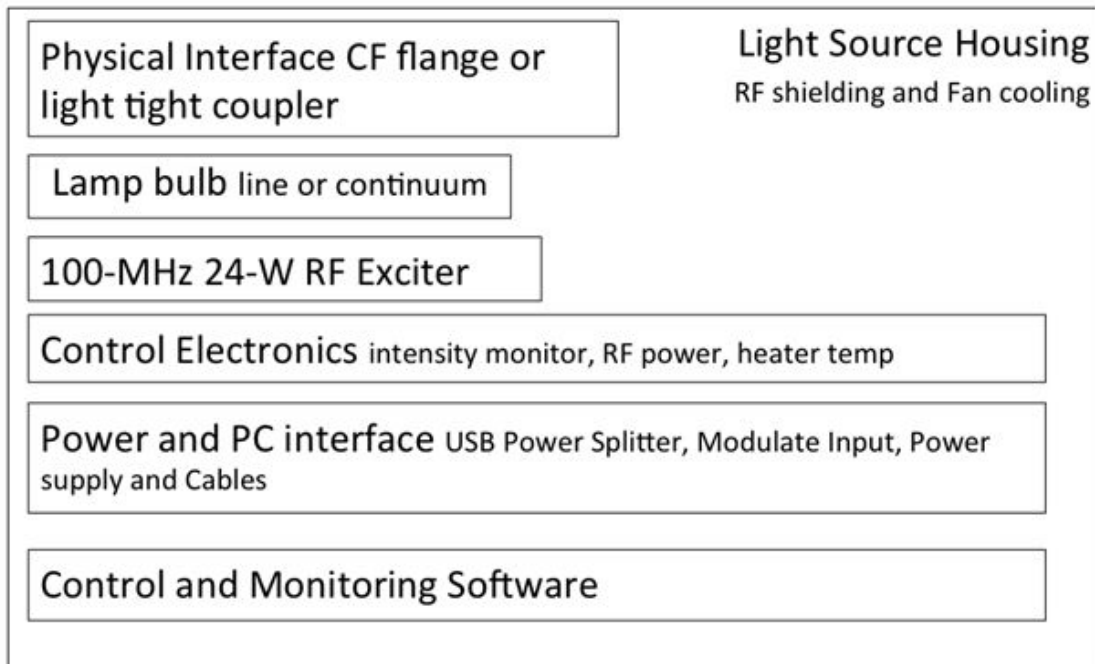 Physical Interface CF flange or
light tight coupler
Light Source Housing
RF shielding and Fan cooling
Lamp bulb line or continuum
100-MHz 24-W RF Exciter
Control Electronics intensity monitor, RF power, heater temp
Power and PC interface USB Power Splitter, Modulate Input, Power
supply and Cables
Control and Monitoring Software